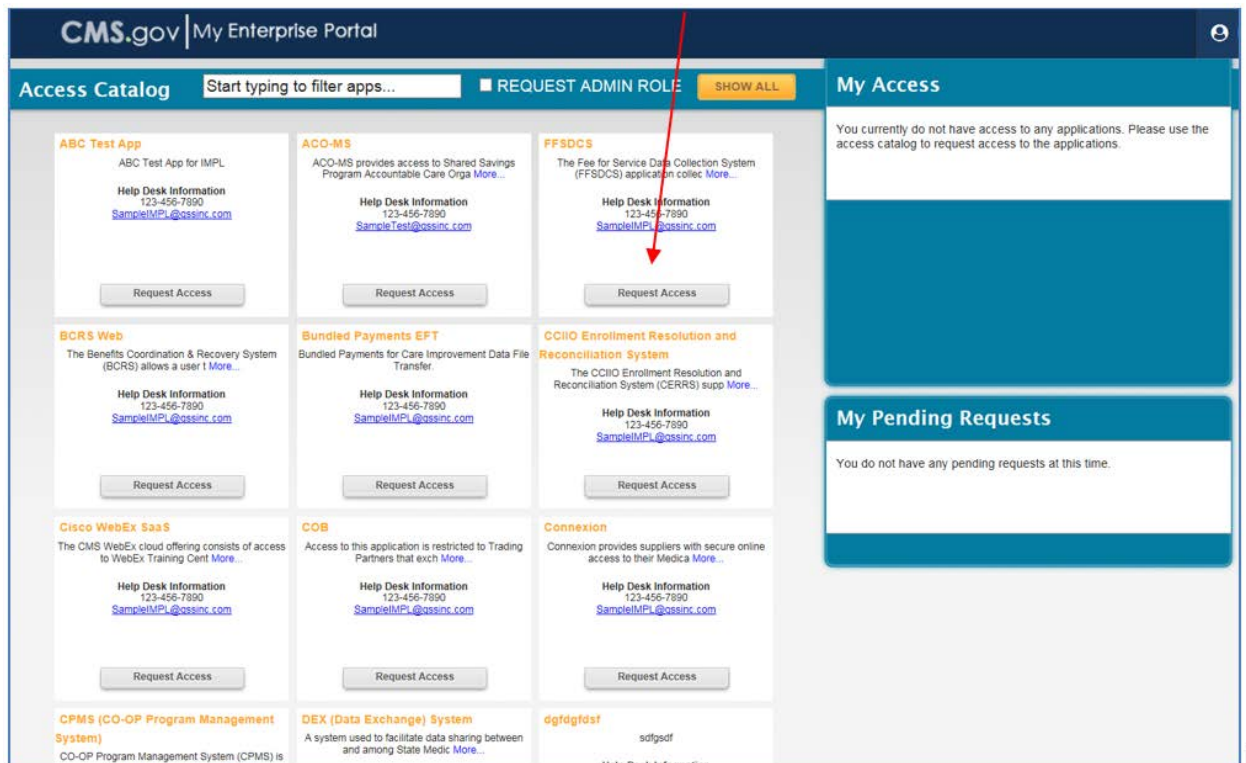 CMS.gov My Enterprise Portal
Access Catalog
Start typing to filter apps...
REQUEST ADMIN ROLE
SHOW ALL
ABC Test App
ABC Test App for IMPL
Help Desk Information
123-456-7890
SampleIMPL@qssinc.com
Request Access
ACO-MS
ACO-MS provides access to Shared Savings
Program Accountable Care Orga More...
Help Desk Information
123-456-7890
SampleTest@qssinc.com
Request Access
FFSDCS
The Fee for Service Data Collection System
(FFSDCS) application collec More...
Help Desk Information
123-456-7890
SampleIMPL@qssinc.com
Request Access
BCRS Web
The Benefits Coordination & Recovery System
(BCRS) allows a user t More...
Help Desk Information
123-456-7890
SampleIMPL@qssinc.com
Request Access
Bundled Payments EFT
Bundled Payments for Care Improvement Data File
Transfer.
Help Desk Information
123-456-7890
SampleIMPL@qssinc.com
Request Access
CCIIO Enrollment Resolution and
Reconciliation System
The CCIIO Enrollment Resolution and
Reconciliation System (CERRS) supp More...
Help Desk Information
123-456-7890
SampleIMPL@qssinc.com
Request Access
Cisco WebEx SaaS
The CMS WebEx cloud offering consists of access
to WebEx Training Cent More...
Help Desk Information
123-456-7890
SampleIMPL@qssinc.com
Request Access
COB
Access to this application is restricted to Trading
Partners that exch More...
Help Desk Information
123-456-7890
SampleIMPL@qssinc.com
Request Access
Connexion
Connexion provides suppliers with secure online
access to their Medica More...
Help Desk Information
123-456-7890
SampleIMPL@qssinc.com
Request Access
CPMS (CO-OP Program Management
System)
CO-OP Program Management System (CPMS) is
DEX (Data Exchange) System
A system used to facilitate data sharing between
and among State Medic More...
dgfdgfdsf
sdfgsdf
Help Desk Information
My Access
You currently do not have access to any applications. Please use the
access catalog to request access to the applications.
My Pending Requests
You do not have any pending requests at this time.